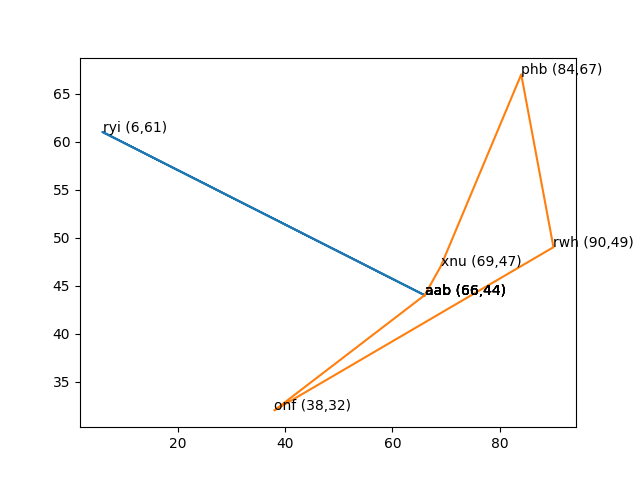 phb (84,67)
65
ryi (6,61)
60
55
50
rwh (90,49)
xnu (69,47)
45
aab (66,44)
40
35
onf (38,32)
20
40
60
80